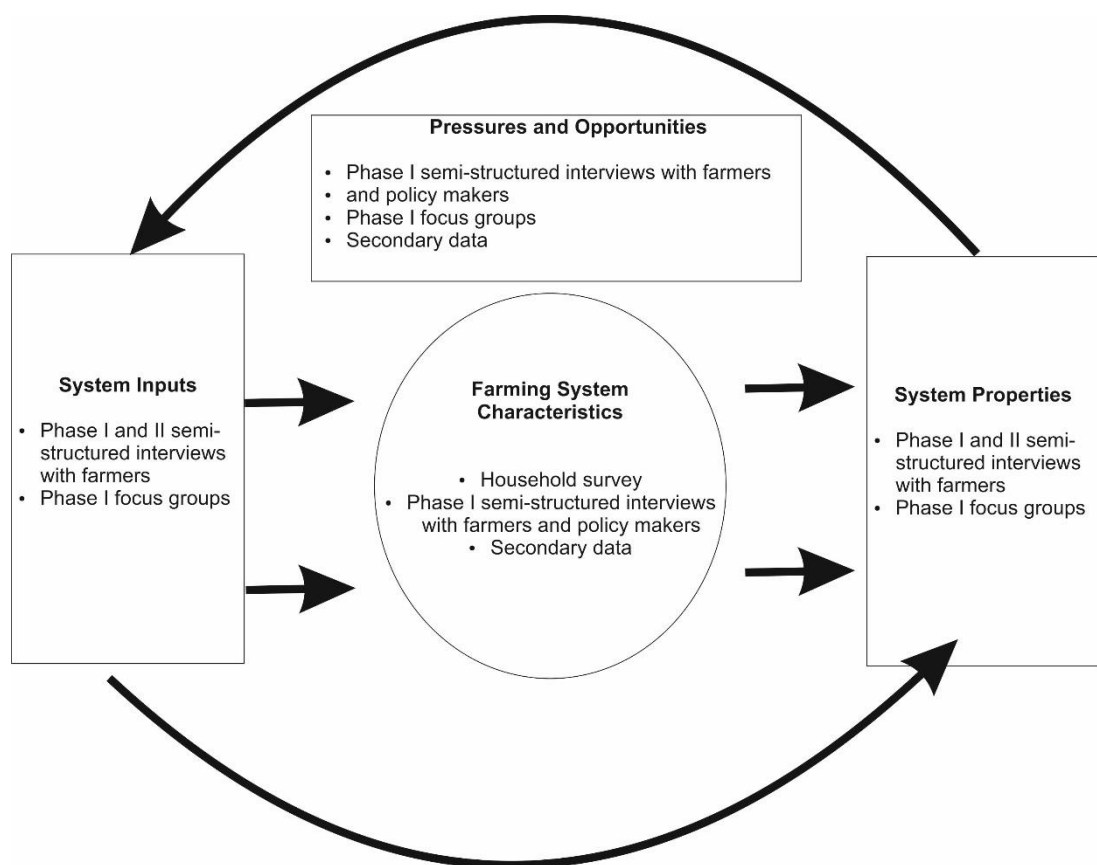 Pressures and Opportunities
• Phase I semi-structured interviews with farmers
• and policy makers
• Phase I focus groups
• Secondary data
System Inputs
• Phase I and II semi-
structured interviews
with farmers
• Phase I focus groups
Farming System
Characteristics
• Household survey
• Phase I semi-structured interviews
with farmers and policy makers
• Secondary data
System Properties
• Phase I and II semi-
structured interviews
with farmers
• Phase I focus groups